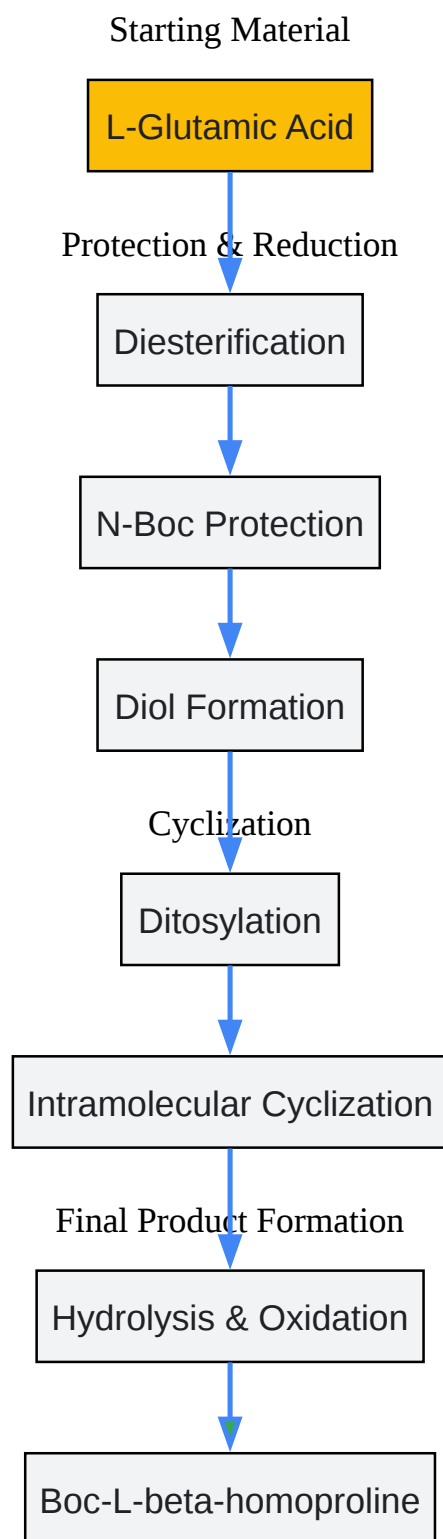 Starting Material
L-Glutamic Acid
Protection & Reduction
Diesterification
N-Boc Protection
Diol Formation
Cyclization
Ditosylation
Intramolecular Cyclization
Final Product Formation
Hydrolysis & Oxidation
Boc-L-beta-homoproline